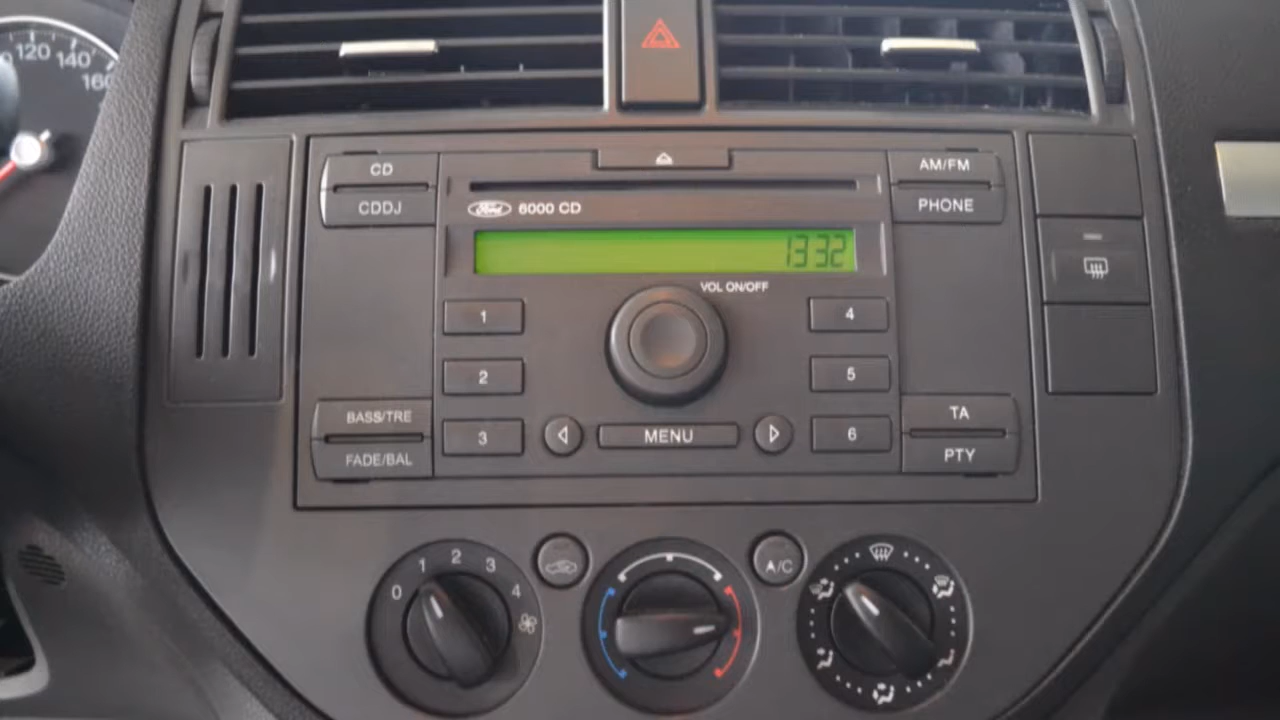 120
140
160
CD
CDDJ
AM/FM
PHONE
Ford 6000 CD
1332
VOL ON/OFF
1
4
2
5
3
MENU
6
BASS/TRE
FADE/BAL
TA
PTY
0 1 2 3 4
A/C